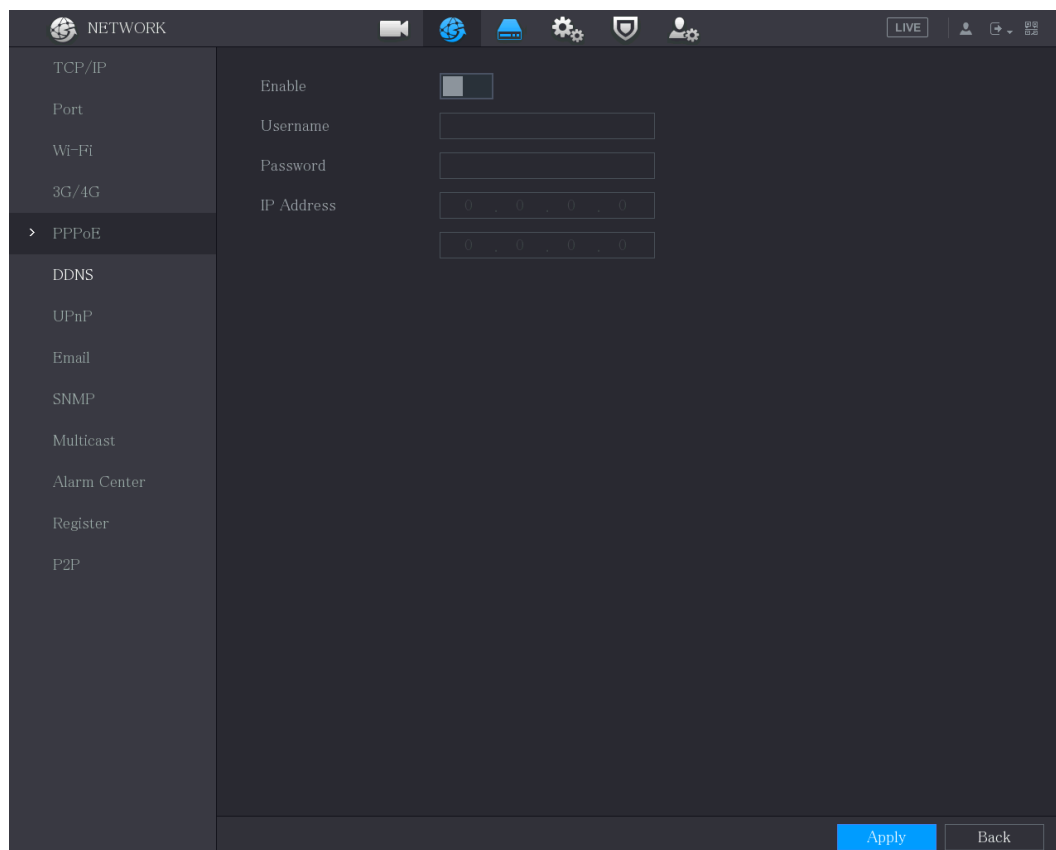 NETWORK
LIVE
TCP/IP
Port
Wi-Fi
3G/4G
PPPoE
DDNS
UPnP
Email
SNMP
Multicast
Alarm Center
Register
P2P
Enable
Username
Password
IP Address
0 . 0 . 0 . 0
0 . 0 . 0 . 0
Apply
Back